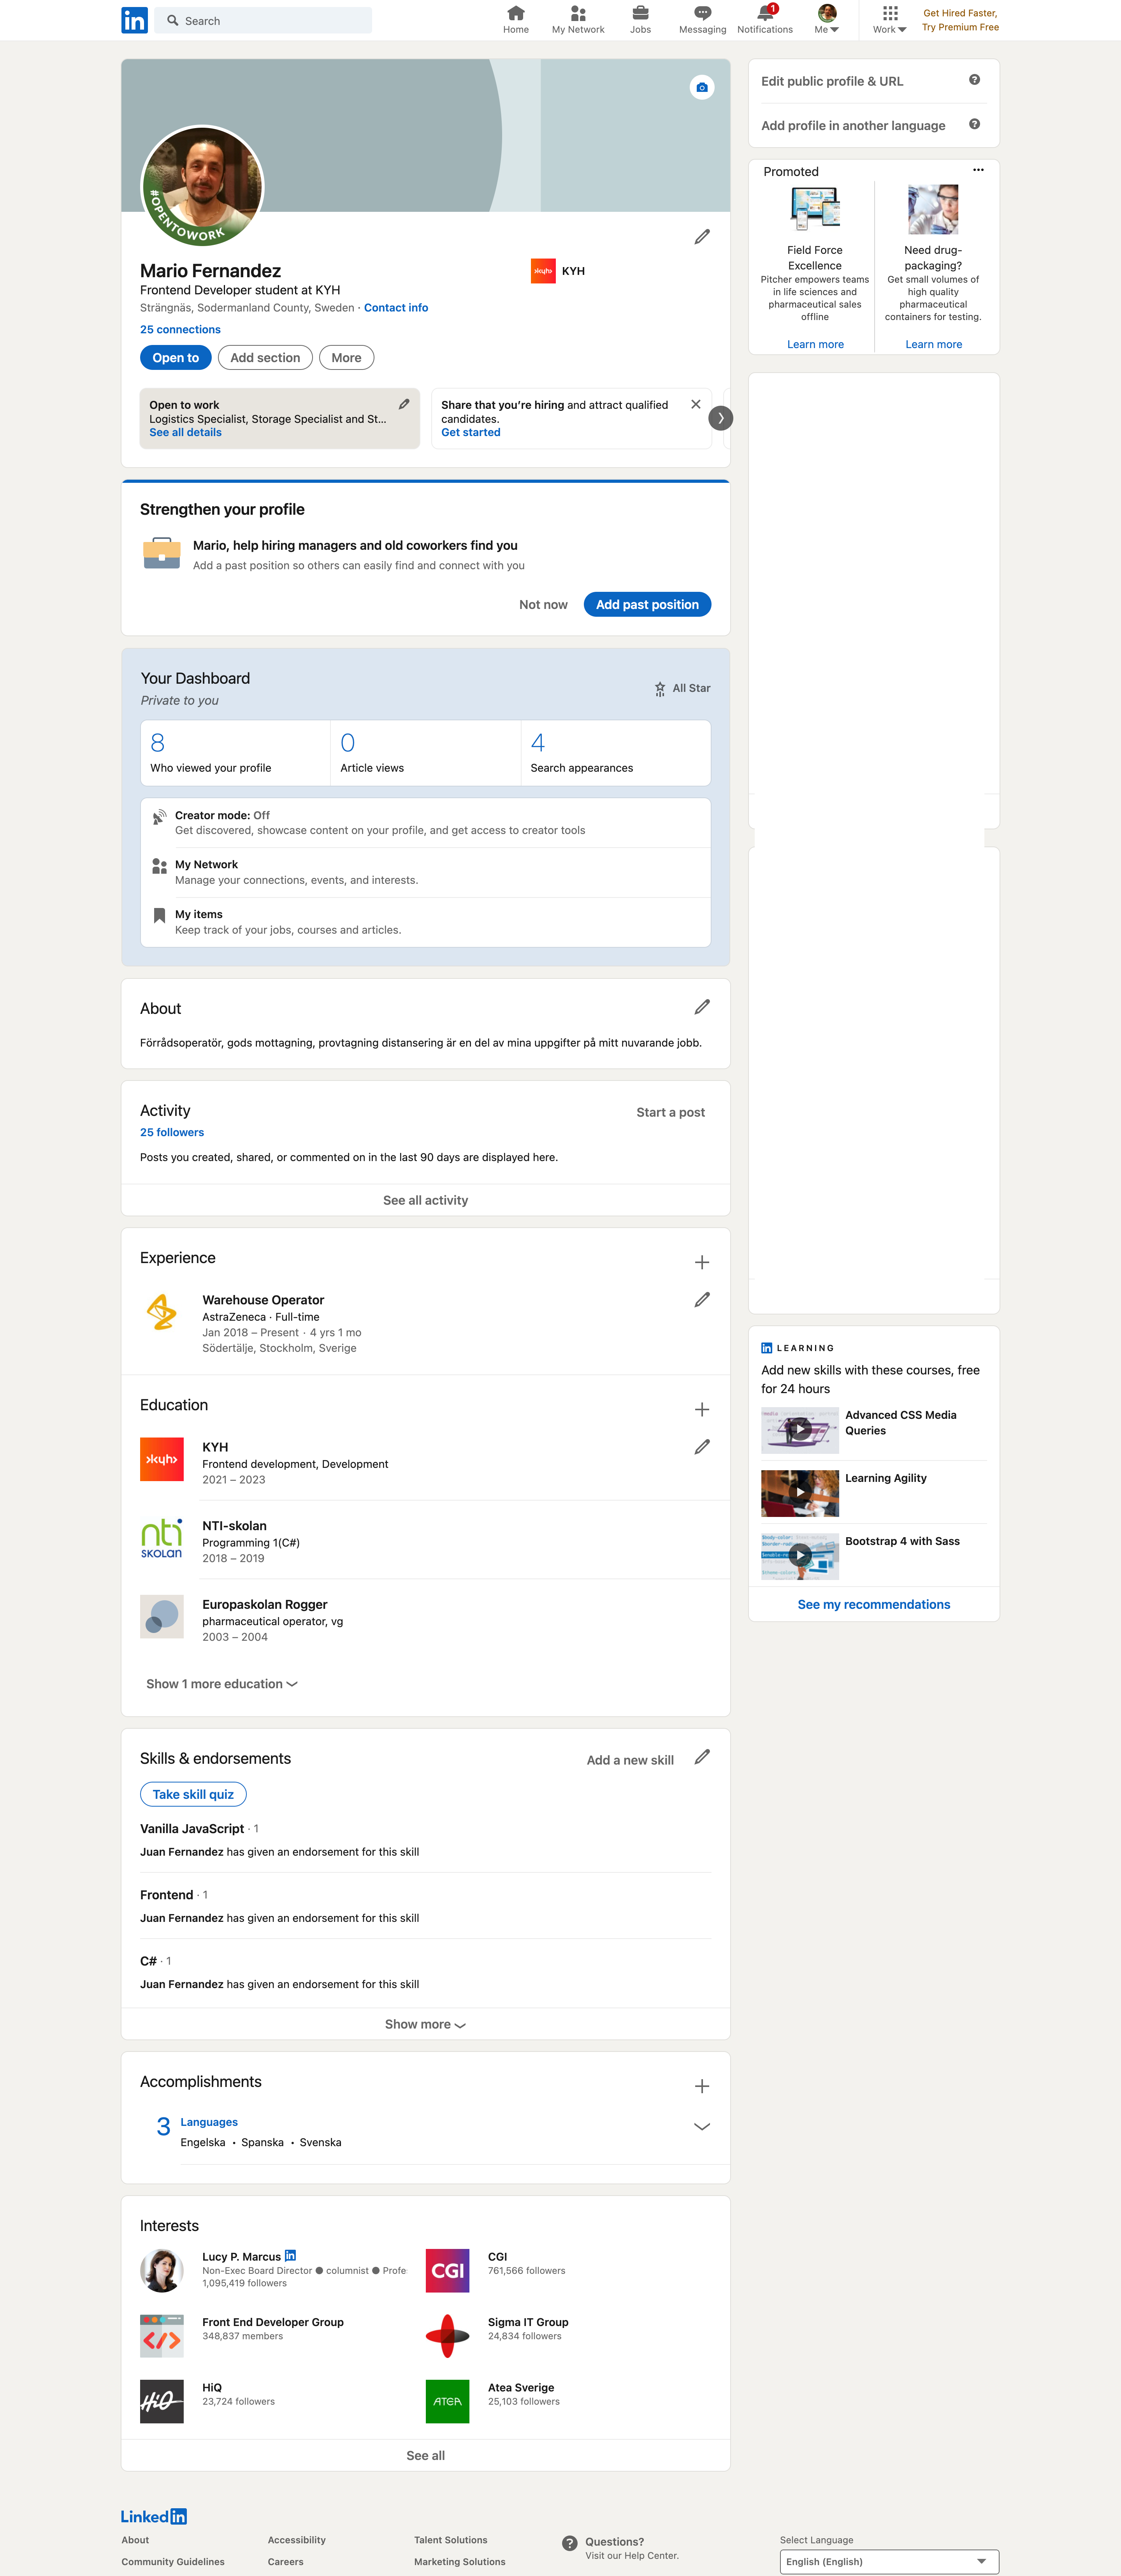 in
Search
Home
My Network
Jobs
Messaging
1
Notifications
Me
Work
Get Hired Faster,
Try Premium Free
#OPENTOWORK
Mario Fernandez
Frontend Developer student at KYH
Strängnäs, Sodermanland County, Sweden · Contact info
25 connections
›kyh›
KYH
Open to
Add section
More
Open to work
Logistics Specialist, Storage Specialist and St...
See all details
Share that you're hiring and attract qualified
candidates.
Get started
Strengthen your profile
Mario, help hiring managers and old coworkers find you
Add a past position so others can easily find and connect with you
Not now
Add past position
Your Dashboard
Private to you
All Star
8
Who viewed your profile
0
Article views
4
Search appearances
Creator mode: Off
Get discovered, showcase content on your profile, and get access to creator tools
My Network
Manage your connections, events, and interests.
My items
Keep track of your jobs, courses and articles.
About
Förrådsoperatör, gods mottagning, provtagning distansering är en del av mina uppgifter på mitt nuvarande jobb.
Activity
25 followers
Start a post
Posts you created, shared, or commented on in the last 90 days are displayed here.
See all activity
Experience
Warehouse Operator
AstraZeneca · Full-time
Jan 2018 – Present · 4 yrs 1 mo
Södertälje, Stockholm, Sverige
Education
›kyh›
KYH
Frontend development, Development
2021 – 2023
nti
SKOLAN
NTI-skolan
Programming 1(C#)
2018 – 2019
Europaskolan Rogger
pharmaceutical operator, vg
2003 – 2004
Show 1 more education
Skills & endorsements
Add a new skill
Take skill quiz
Vanilla JavaScript · 1
Juan Fernandez has given an endorsement for this skill
Frontend · 1
Juan Fernandez has given an endorsement for this skill
C# · 1
Juan Fernandez has given an endorsement for this skill
Show more
Accomplishments
3
Languages
Engelska • Spanska • Svenska
Interests
Lucy P. Marcus in
Non-Exec Board Director ● columnist ● Profe
1,095,419 followers
CGI
CGI
761,566 followers
</>
Front End Developer Group
348,837 members
Sigma IT Group
24,834 followers
HiQ
HiQ
23,724 followers
ATEA
Atea Sverige
25,103 followers
See all
Edit public profile & URL
Add profile in another language
Promoted
Field Force
Excellence
Pitcher empowers teams
in life sciences and
pharmaceutical sales
offline
Learn more
Need drug-
packaging?
Get small volumes of
high quality
pharmaceutical
containers for testing.
Learn more
in LEARNING
Add new skills with these courses, free
for 24 hours
Advanced CSS Media
Queries
Learning Agility
Bootstrap 4 with Sass
See my recommendations
Linkedin
About
Accessibility
Talent Solutions
Community Guidelines
Careers
Marketing Solutions
Questions?
Visit our Help Center.
Select Language
English (English)